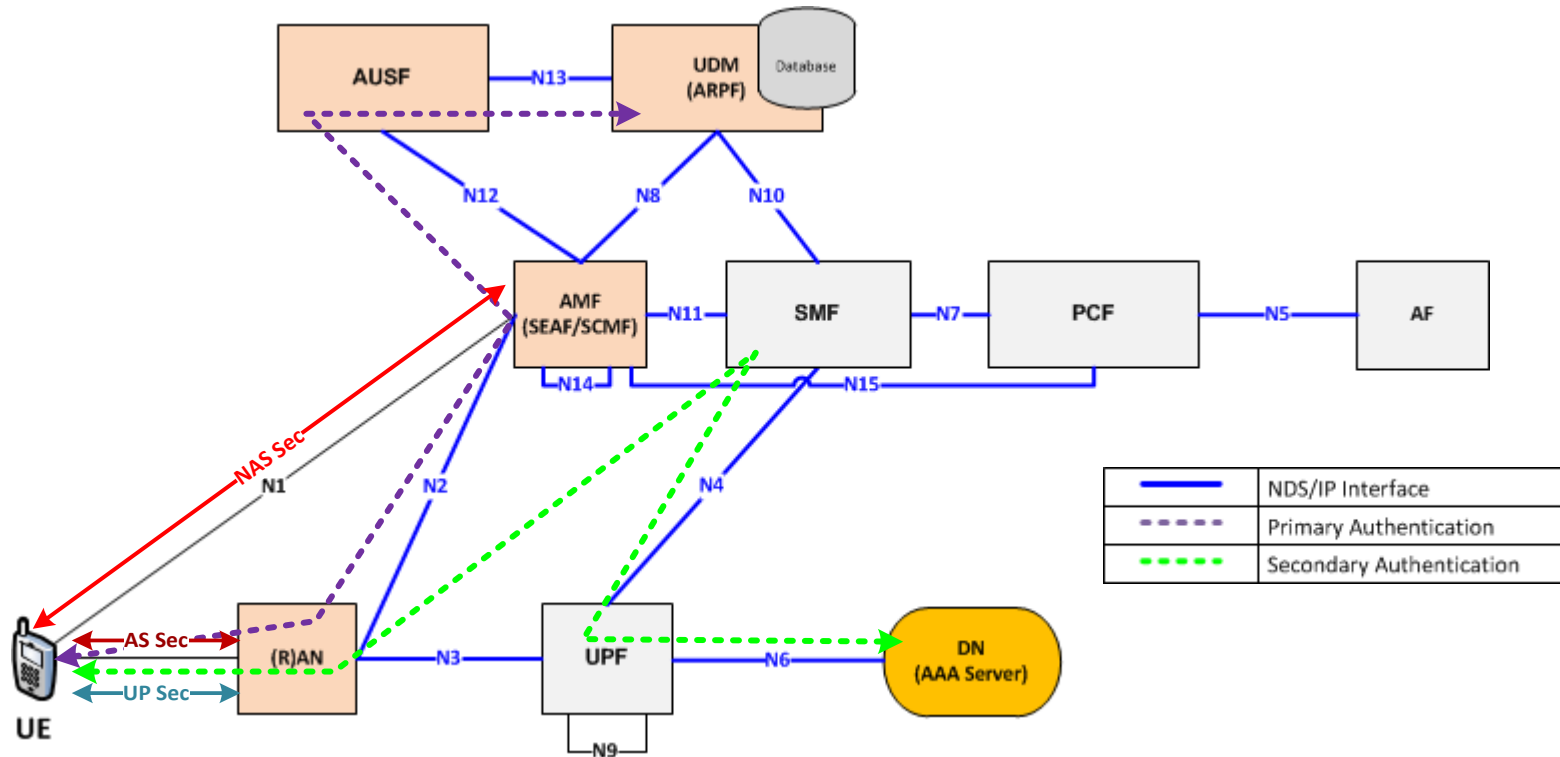 AUSF
N13
UDM
(ARPF)
Database
N12
N8
N10
AMF
(SEAF/SCMF)
N11
SMF
N7
PCF
N5
AF
N14
N15
NAS Sec
N1
N2
N4
NDS/IP Interface
Primary Authentication
Secondary Authentication
AS Sec
(R)AN
N3
UPF
N6
DN
(AAA Server)
UP Sec
UE
N9